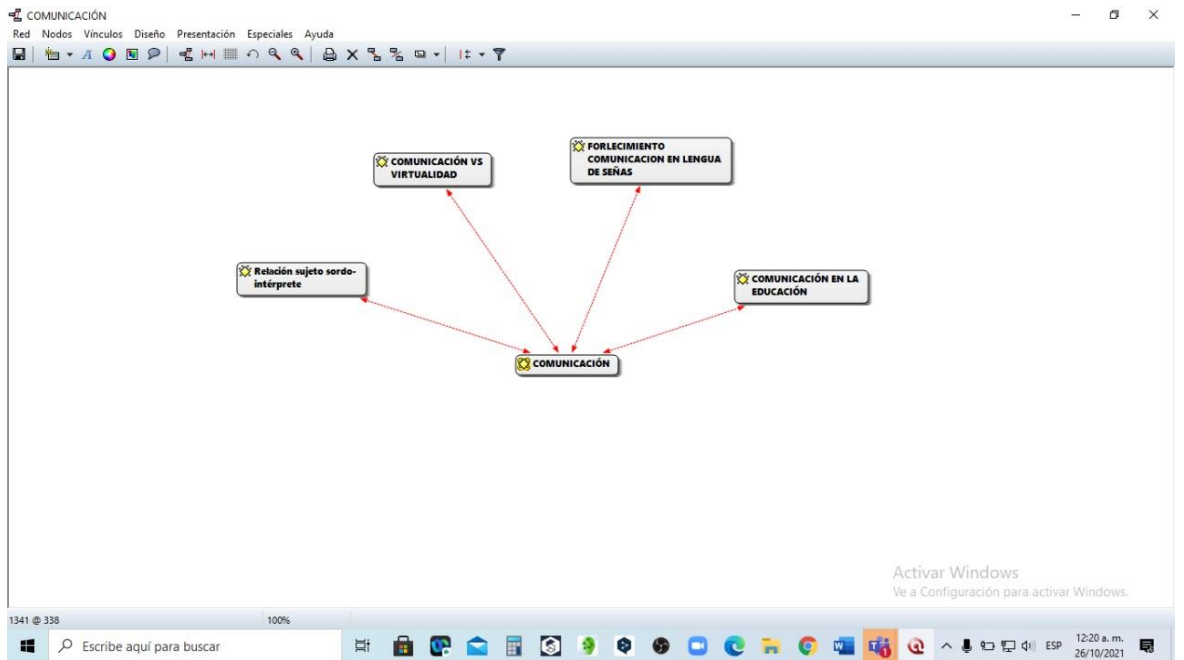 COMUNICACIÓN
Red Nodos Vínculos Diseño Presentación Especiales Ayuda
COMUNICACIÓN VS
VIRTUALIDAD
FORLECIMIENTO
COMUNICACION EN LENGUA
DE SEÑAS
Relación sujeto sordo-
intérprete
COMUNICACIÓN EN LA
EDUCACIÓN
COMUNICACIÓN
Activar Windows
Ve a Configuración para activar Windows.
1341 @ 338 100%
Escribe aquí para buscar
ESP
12:20 a. m.
26/10/2021